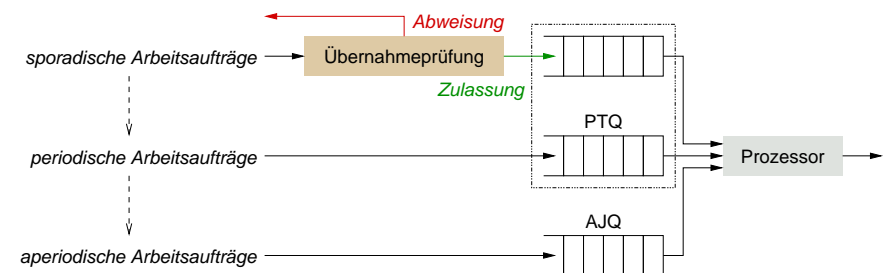 Abweisung
sporadische Arbeitsaufträge
Übernahmeprüfung
Zulassung
PTQ
periodische Arbeitsaufträge
Prozessor
AJQ
aperiodische Arbeitsaufträge